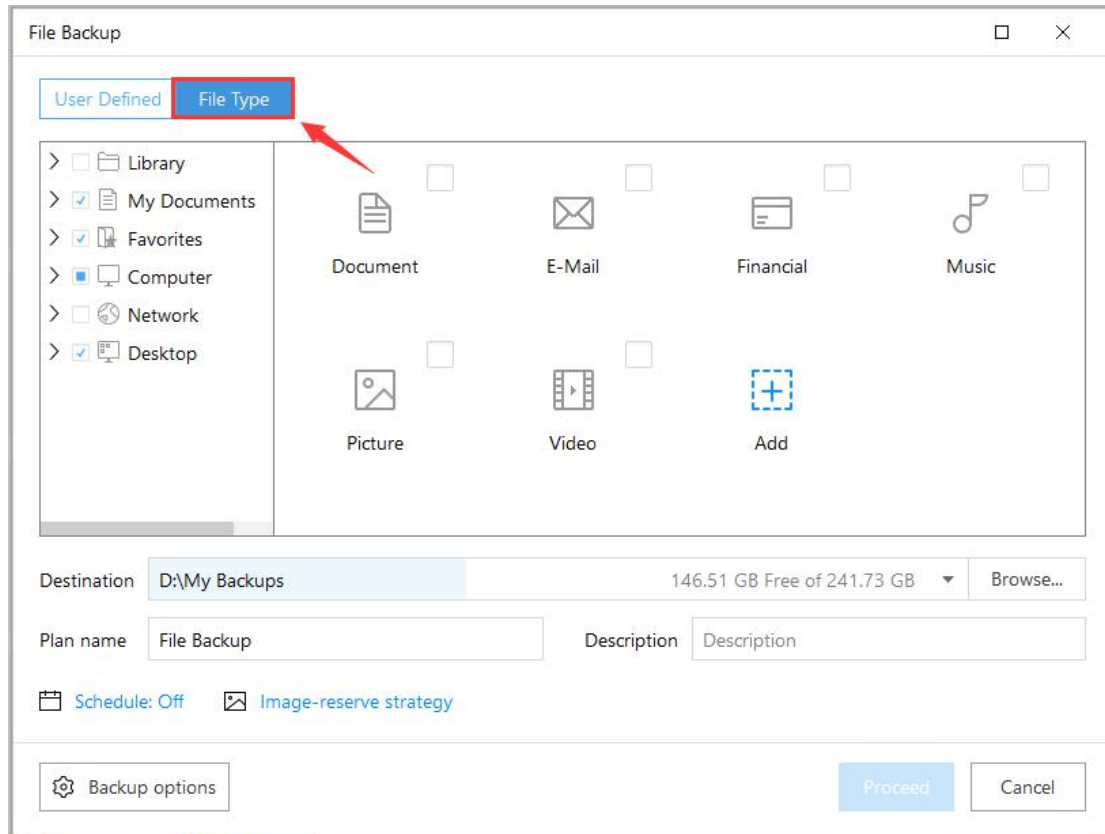 File Backup
User Defined File Type
Library
My Documents
Favorites
Computer
Network
Desktop
Document E-Mail Financial Music
Picture Video Add
Destination D:\My Backups 146.51 GB Free of 241.73 GB Browse...
Plan name File Backup Description Description
Schedule: Off Image-reserve strategy
Backup options Proceed Cancel